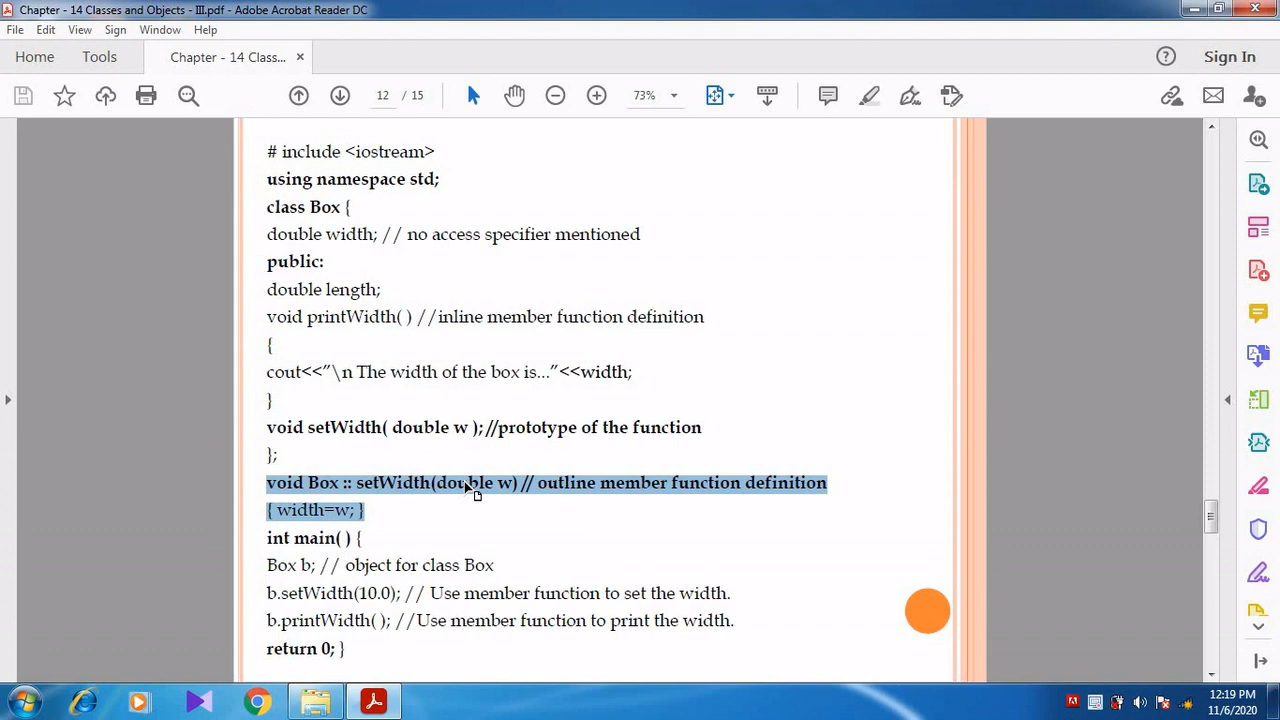 Chapter - 14 Classes and Objects - III.pdf - Adobe Acrobat Reader DC
File Edit View Sign Window Help
Home Tools Chapter - 14 Class... × Sign In
12 / 15 73%
# include <iostream>
using namespace std;
class Box {
double width; // no access specifier mentioned
public:
double length;
void printWidth( ) //inline member function definition
{
cout<<”\n The width of the box is...”<<width;
}
void setWidth( double w );//prototype of the function
};
void Box :: setWidth(double w) // outline member function definition
{ width=w; }
int main( ) {
Box b; // object for class Box
b.setWidth(10.0); // Use member function to set the width.
b.printWidth( ); //Use member function to print the width.
return 0; }
12:19 PM
11/6/2020